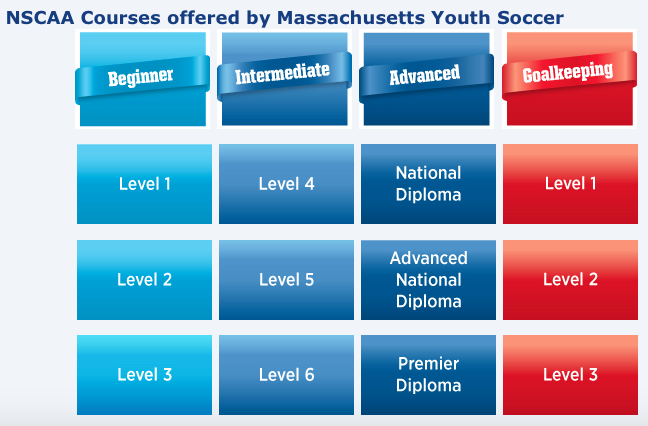 NSCAA Courses offered by Massachusetts Youth Soccer
Beginner
Intermediate
Advanced
Goalkeeping
Level 1
Level 4
National
Diploma
Level 1
Level 2
Level 5
Advanced
National
Diploma
Level 2
Level 3
Level 6
Premier
Diploma
Level 3